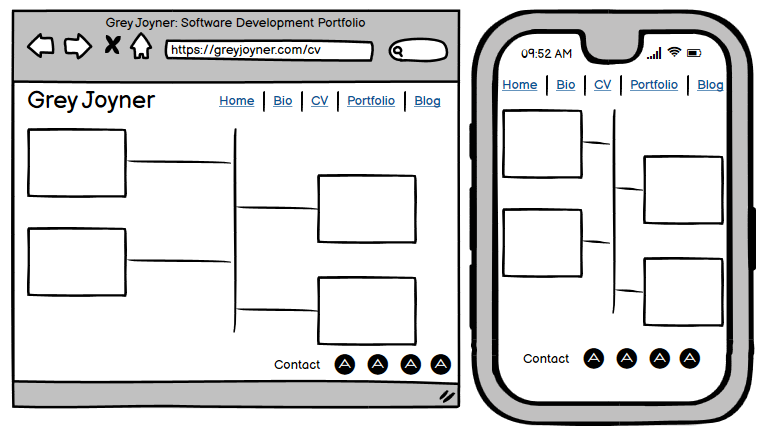 Grey Joyner: Software Development Portfolio
https://greyjoyner.com/cv
Grey Joyner
Home | Bio | CV | Portfolio | Blog
Contact
09:52 AM
Home | Bio | CV | Portfolio | Blog
Contact